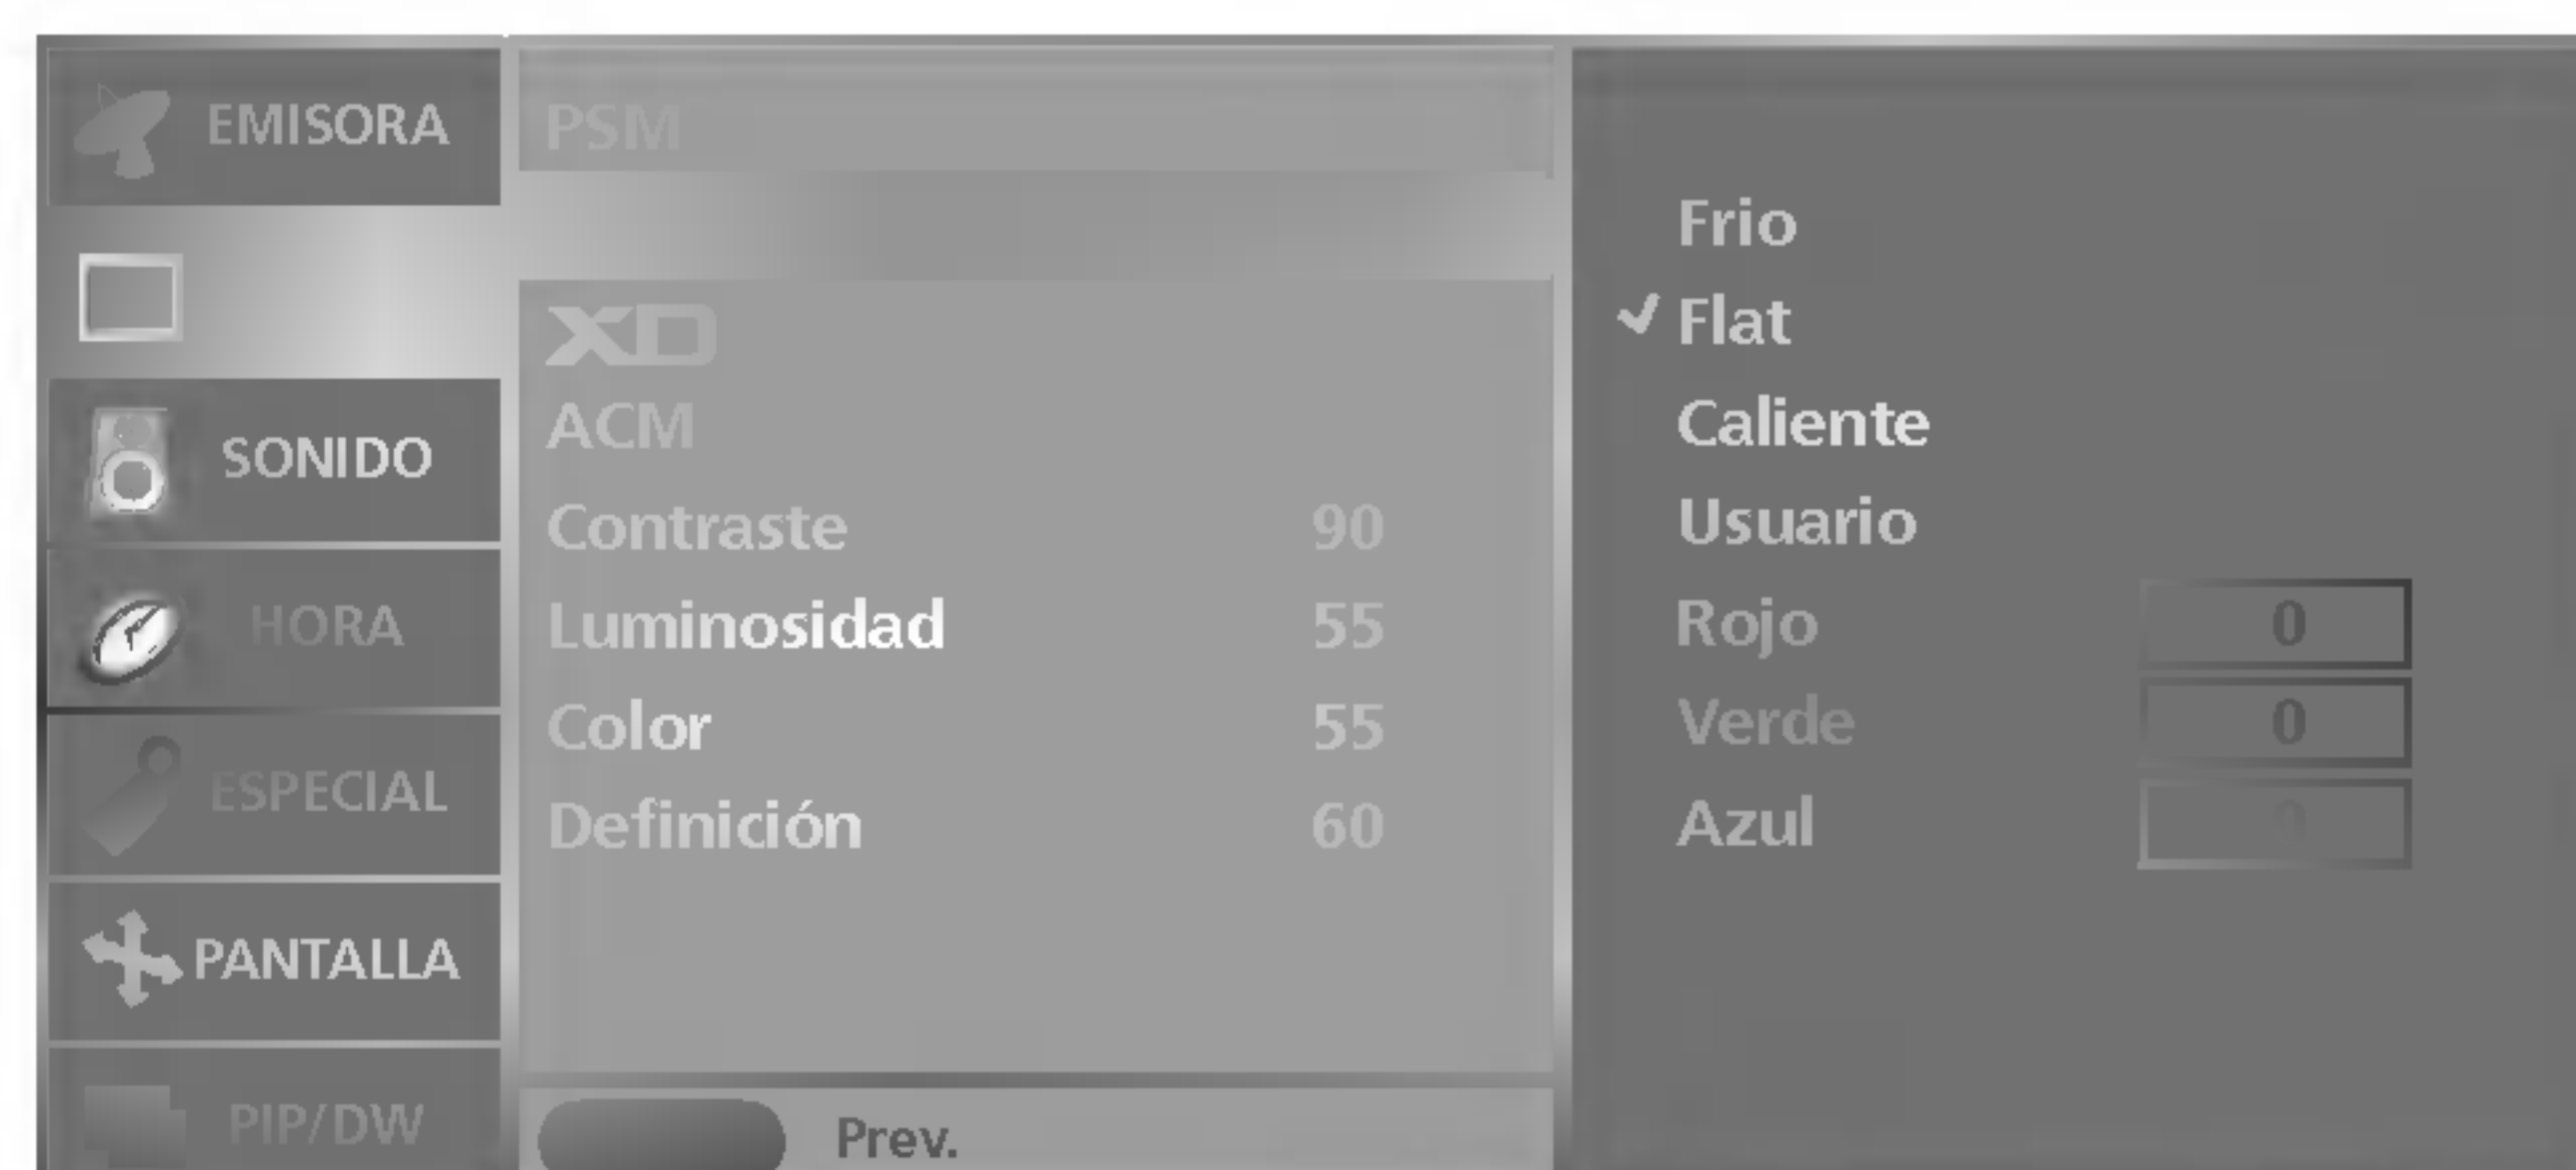 EMISORA
SONIDO
HORA
ESPECIAL
PANTALLA
PIP/DW
PSM
XD
ACM
Contraste 90
Luminosidad 55
Color 55
Definición 60
Prev.
Frio
Flat
Caliente
Usuario
Rojo 0
Verde 0
Azul 0